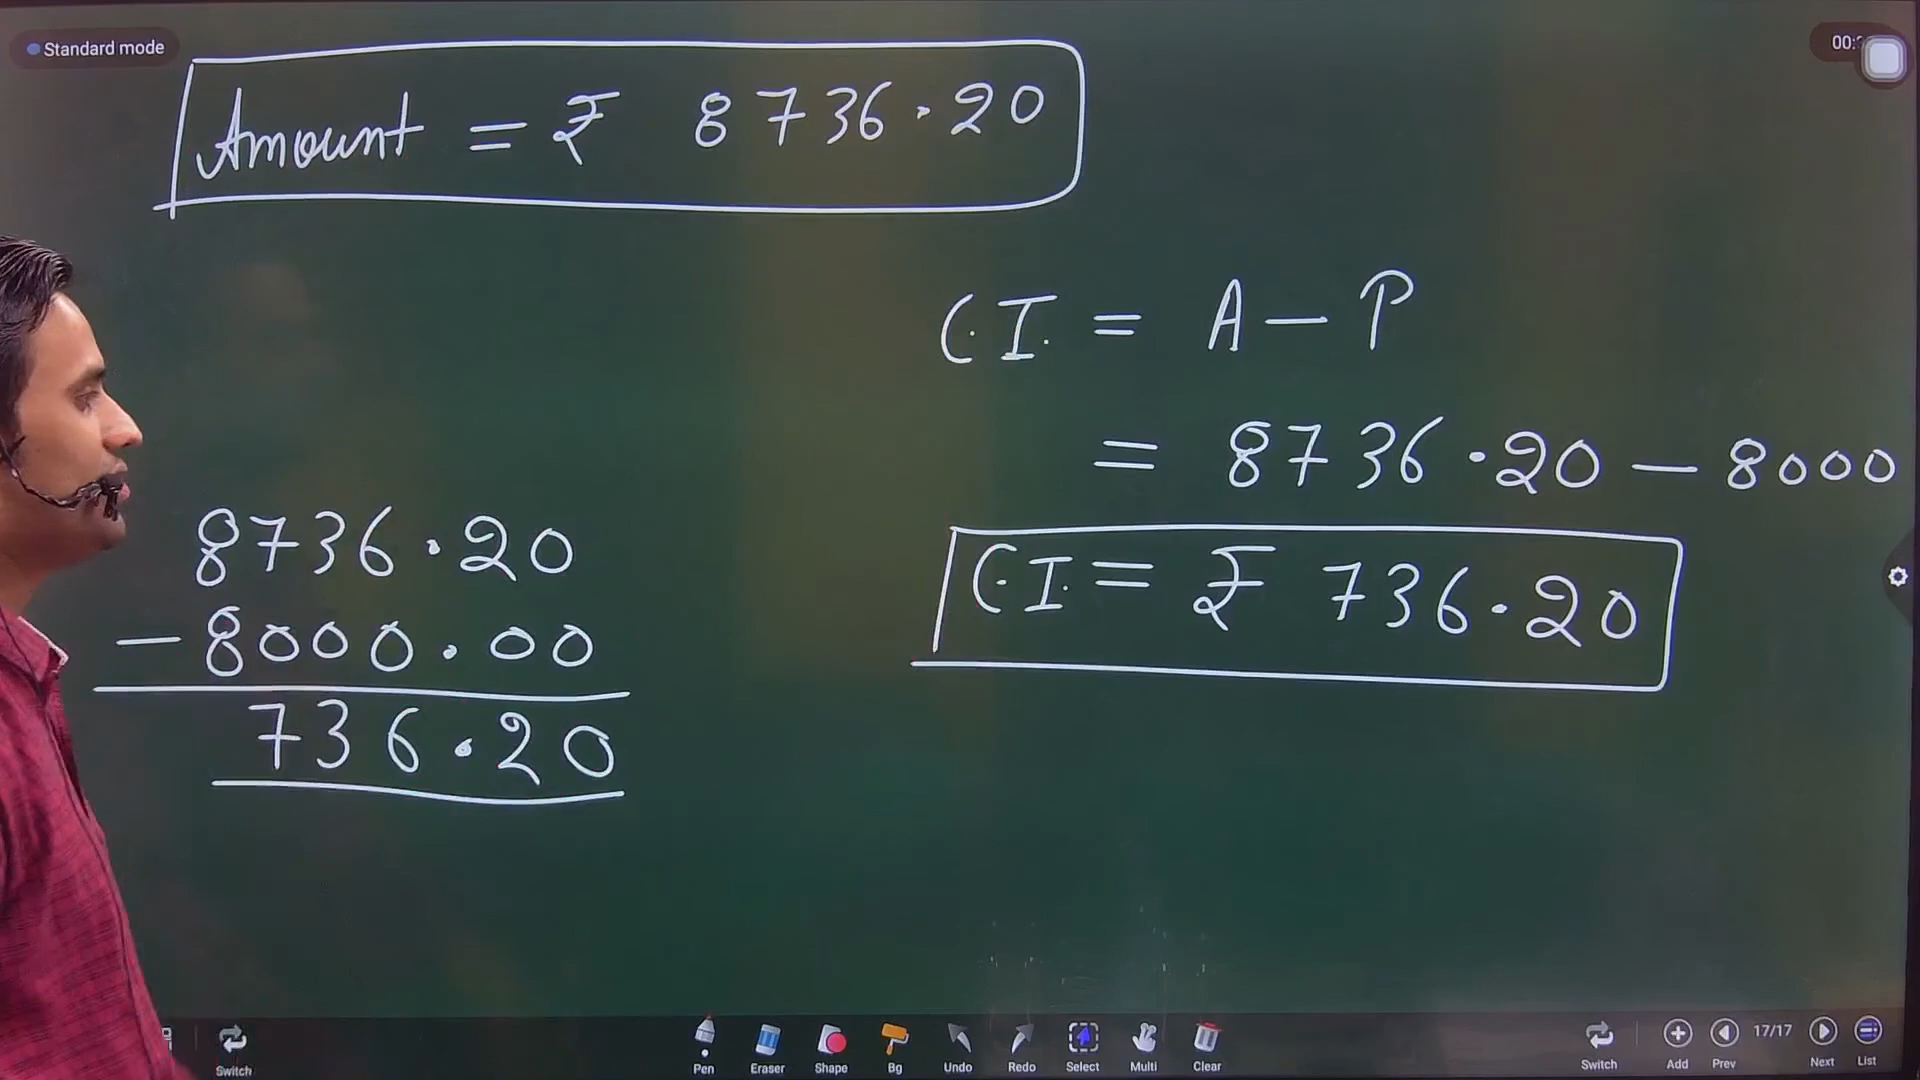 Standard mode
00:
Amount = ₹ 8736.20
C.I. = A - P
= 8736.20 - 8000
C.I. = ₹ 736.20
8736.20
- 8000.00
736.20
Switch
Pen
Eraser
Shape
Bg
Undo
Redo
Select
Multi
Clear
Switch
Add
Prev
17/17
Next
List